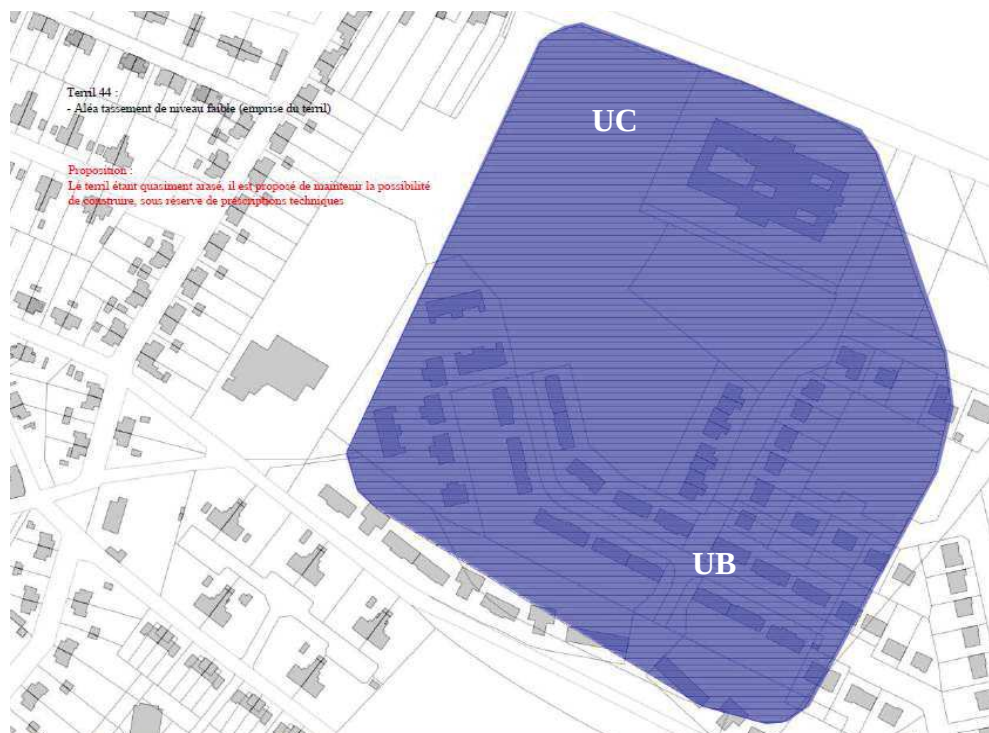 Terril 44 :
- Aléa tassement de niveau faible (emprise du terril)
Proposition :
Le terril étant quasiment arasé, il est proposé de maintenir la possibilité
de construire, sous réserve de prescriptions techniques
UC
UB